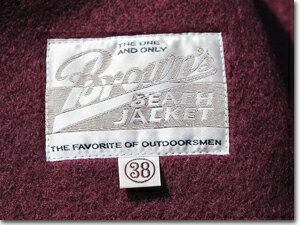 THE ONE
AND ONLY
Brown's
BEACH
JACKET
THE FAVORITE OF OUTDOORSMEN
38